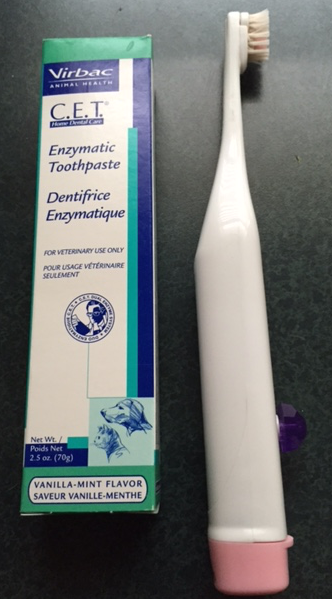 Virbac
ANIMAL HEALTH
C.E.T.®
Home Dental Care
Enzymatic
Toothpaste
Dentifrice
Enzymatique
FOR VETERINARY USE ONLY
POUR USAGE VÉTÉRINAIRE
SEULEMENT
Net Wt. /
Poids Net
2.5 oz. (70g)
VANILLA-MINT FLAVOR
SAVEUR VANILLE-MENTHE